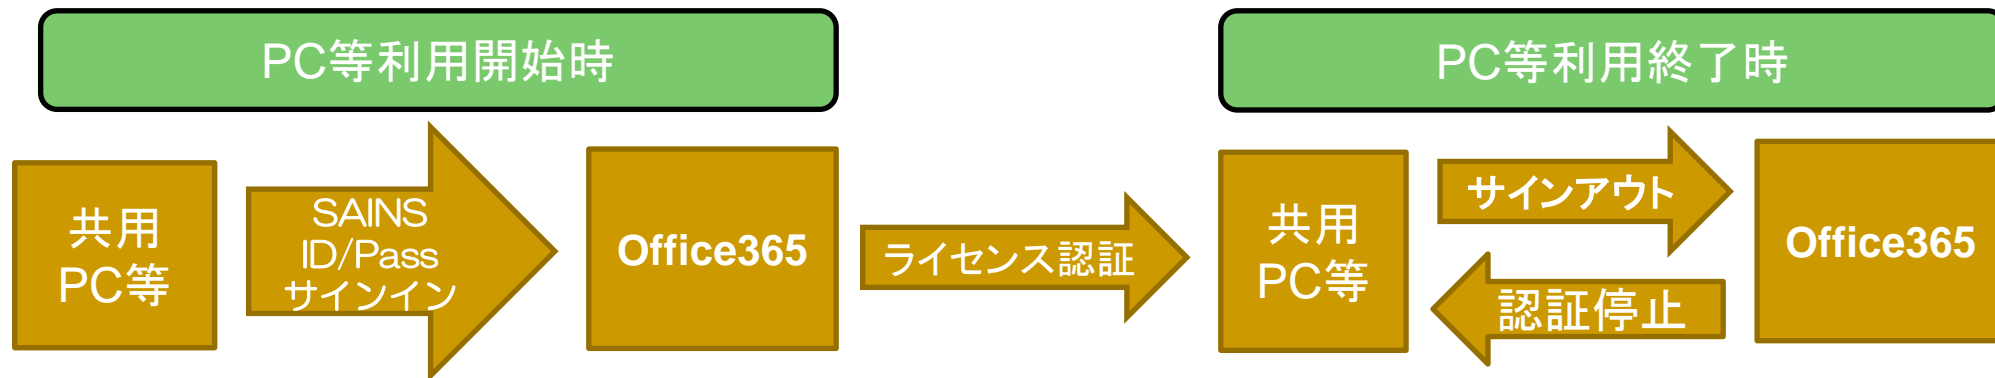 PC等利用開始時
PC等利用終了時
共用
PC等
SAINS
ID/Pass
サインイン
Office365
ライセンス認証
共用
PC等
サインアウト
認証停止
Office365